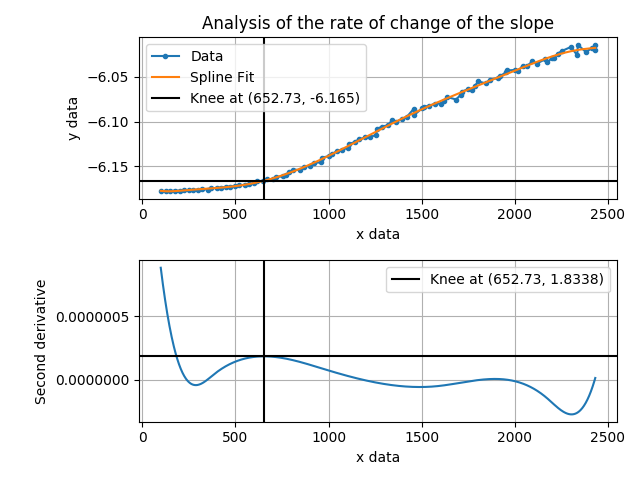 Analysis of the rate of change of the slope
Data
Spline Fit
Knee at (652.73, -6.165)
y data
−6.05
−6.10
−6.15
0 500 1000 1500 2000 2500
x data
Knee at (652.73, 1.8338)
Second derivative
0.0000005
0.0000000
0 500 1000 1500 2000 2500
x data